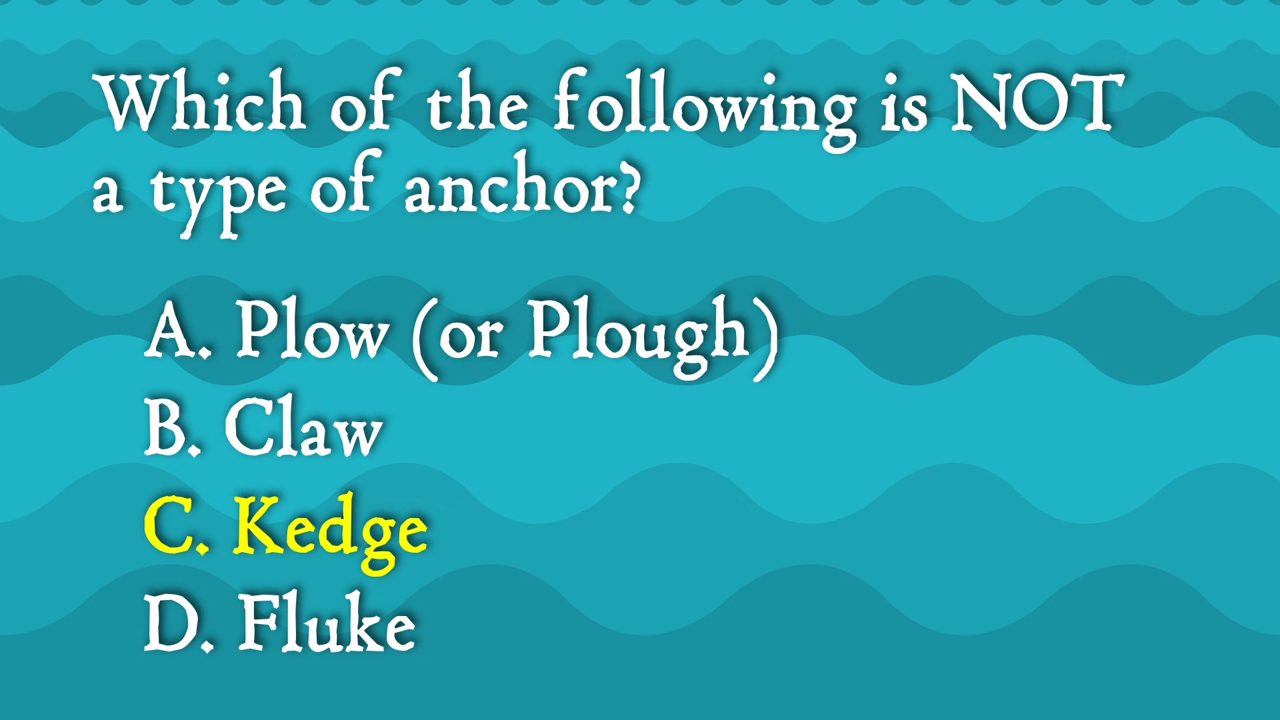 Which of the following is NOT
a type of anchor?
A. Plow (or Plough)
B. Claw
C. Kedge
D. Fluke